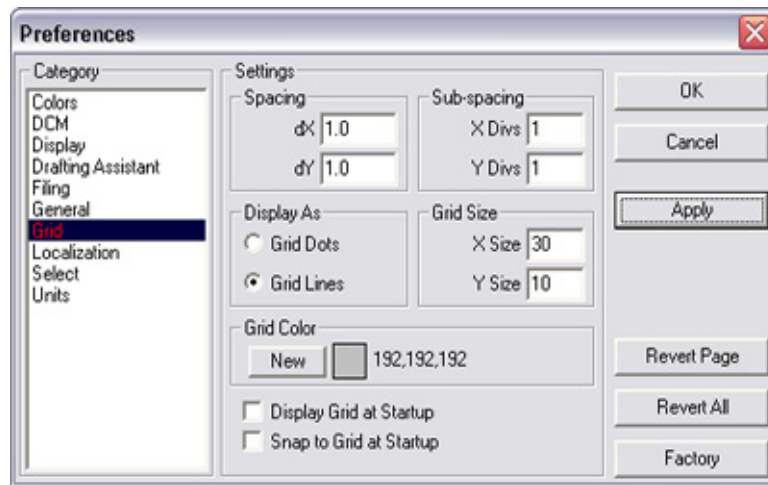 Preferences
Category
Colors
DCM
Display
Drafting Assistant
Filing
General
Grid
Localization
Select
Units
Settings
Spacing
dX 1.0
dY 1.0
Sub-spacing
X Divs 1
Y Divs 1
Display As
Grid Dots
Grid Lines
Grid Size
X Size 30
Y Size 10
Grid Color
New 192,192,192
Display Grid at Startup
Snap to Grid at Startup
OK
Cancel
Apply
Revert Page
Revert All
Factory